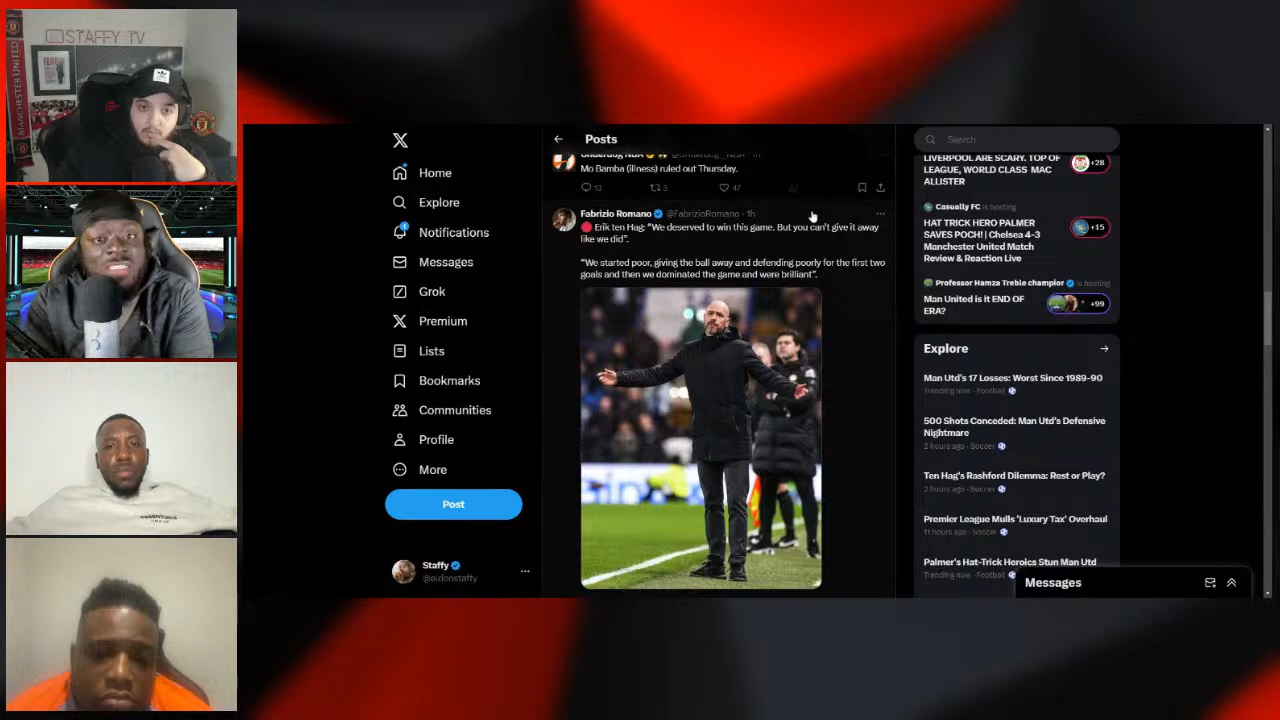 STAFFY TV
MANCHESTER UNITED
ESSENTIALS
Home
Explore
Notifications
Messages
Grok
Premium
Lists
Bookmarks
Communities
Profile
More
Post
Staffy
@eldonstaffy
Posts
Mo Bamba (illness) ruled out Thursday.
13
5
47
Fabrizio Romano @FabrizioRomano · 1h
Erik ten Hag: "We deserved to win this game. But you can't give it away
like we did".
"We started poor, giving the ball away and defending poorly for the first two
goals and then we dominated the game and were brilliant".
Search
LIVERPOOL ARE SCARY. TOP OF
LEAGUE, WORLD CLASS MAC
ALLISTER
+28
Casually FC is hosting
HAT TRICK HERO PALMER
SAVES POCH! | Chelsea 4-3
Manchester United Match
Review & Reaction Live
+15
Professor Hamza Treble champior is hosting
Man United is it END OF
ERA?
+99
Explore
Man Utd's 17 Losses: Worst Since 1989-90
Trending now · Football
500 Shots Conceded: Man Utd's Defensive
Nightmare
2 hours ago · Soccer
Ten Hag's Rashford Dilemma: Rest or Play?
2 hours ago · Soccer
Premier League Mulls 'Luxury Tax' Overhaul
11 hours ago · Soccer
Palmer's Hat-Trick Heroics Stun Man Utd
Trending now · Football
Messages